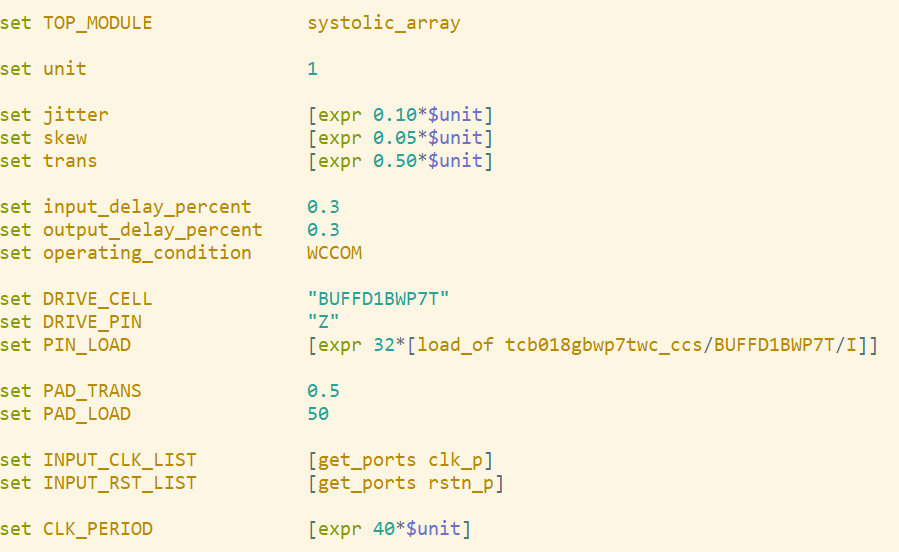 set TOP_MODULE systolic_array
set unit 1
set jitter [expr 0.10*$unit]
set skew [expr 0.05*$unit]
set trans [expr 0.50*$unit]
set input_delay_percent 0.3
set output_delay_percent 0.3
set operating_condition WCCOM
set DRIVE_CELL "BUFFD1BWP7T"
set DRIVE_PIN "Z"
set PIN_LOAD [expr 32*[load_of tcb018gbwp7twc_ccs/BUFFD1BWP7T/I]]
set PAD_TRANS 0.5
set PAD_LOAD 50
set INPUT_CLK_LIST [get_ports clk_p]
set INPUT_RST_LIST [get_ports rstn_p]
set CLK_PERIOD [expr 40*$unit]